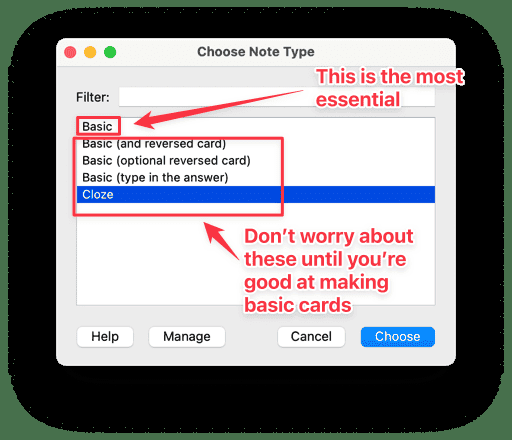 Choose Note Type
This is the most
essential
Filter:
Basic
Basic (and reversed card)
Basic (optional reversed card)
Basic (type in the answer)
Cloze
Don’t worry about
these until you’re
good at making
basic cards
Help
Manage
Cancel
Choose